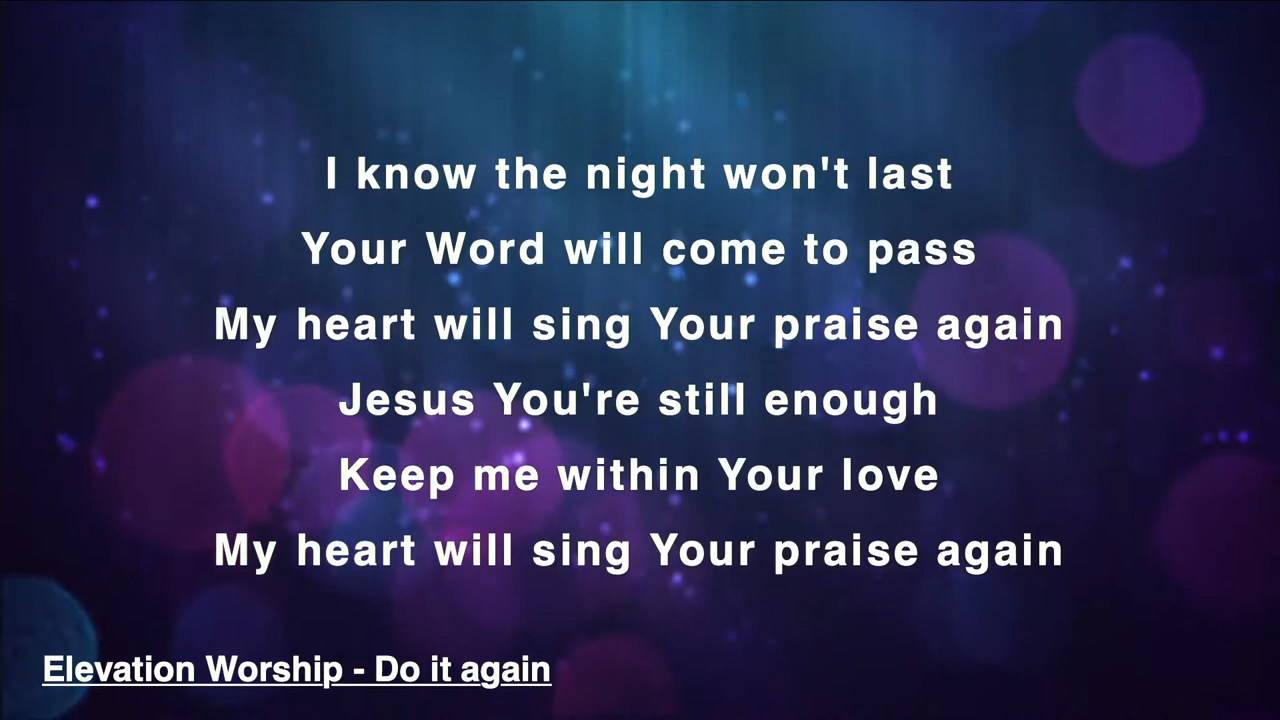 I know the night won't last
Your Word will come to pass
My heart will sing Your praise again
Jesus You're still enough
Keep me within Your love
My heart will sing Your praise again
Elevation Worship - Do it again